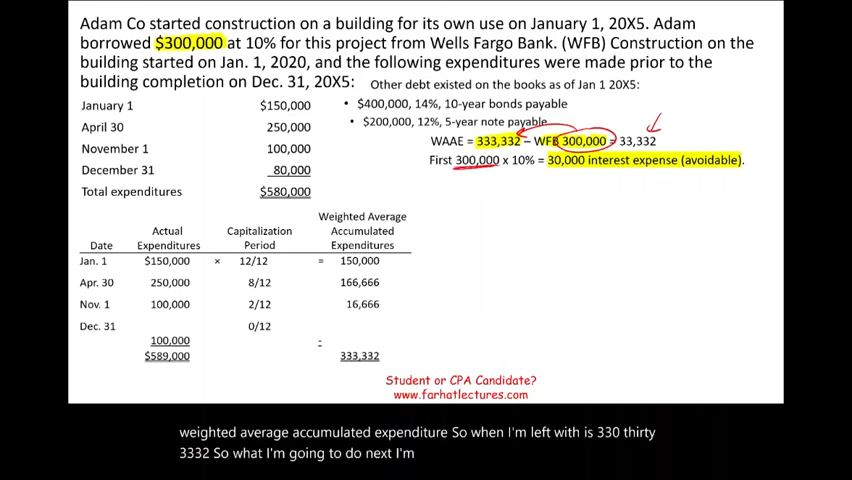 Adam Co started construction on a building for its own use on January 1, 20X5. Adam
borrowed $300,000 at 10% for this project from Wells Fargo Bank. (WFB) Construction on the
building started on Jan. 1, 2020, and the following expenditures were made prior to the
building completion on Dec. 31, 20X5: Other debt existed on the books as of Jan 1 20X5:
January 1 $150,000 • $400,000, 14%, 10-year bonds payable
April 30 250,000 • $200,000, 12%, 5-year note payable
November 1 100,000 WAAE = 333,332 – WFB 300,000 = 33,332
December 31 80,000 First 300,000 x 10% = 30,000 interest expense (avoidable).
Total expenditures $580,000
Weighted Average
Actual Capitalization Accumulated
Date Expenditures Period Expenditures
Jan. 1 $150,000 × 12/12 = 150,000
Apr. 30 250,000 8/12 166,666
Nov. 1 100,000 2/12 16,666
Dec. 31 0/12
100,000 -
$589,000 333,332
Student or CPA Candidate?
www.farhatlectures.com
weighted average accumulated expenditure So when I'm left with is 330 thirty
3332 So what I'm going to do next I'm